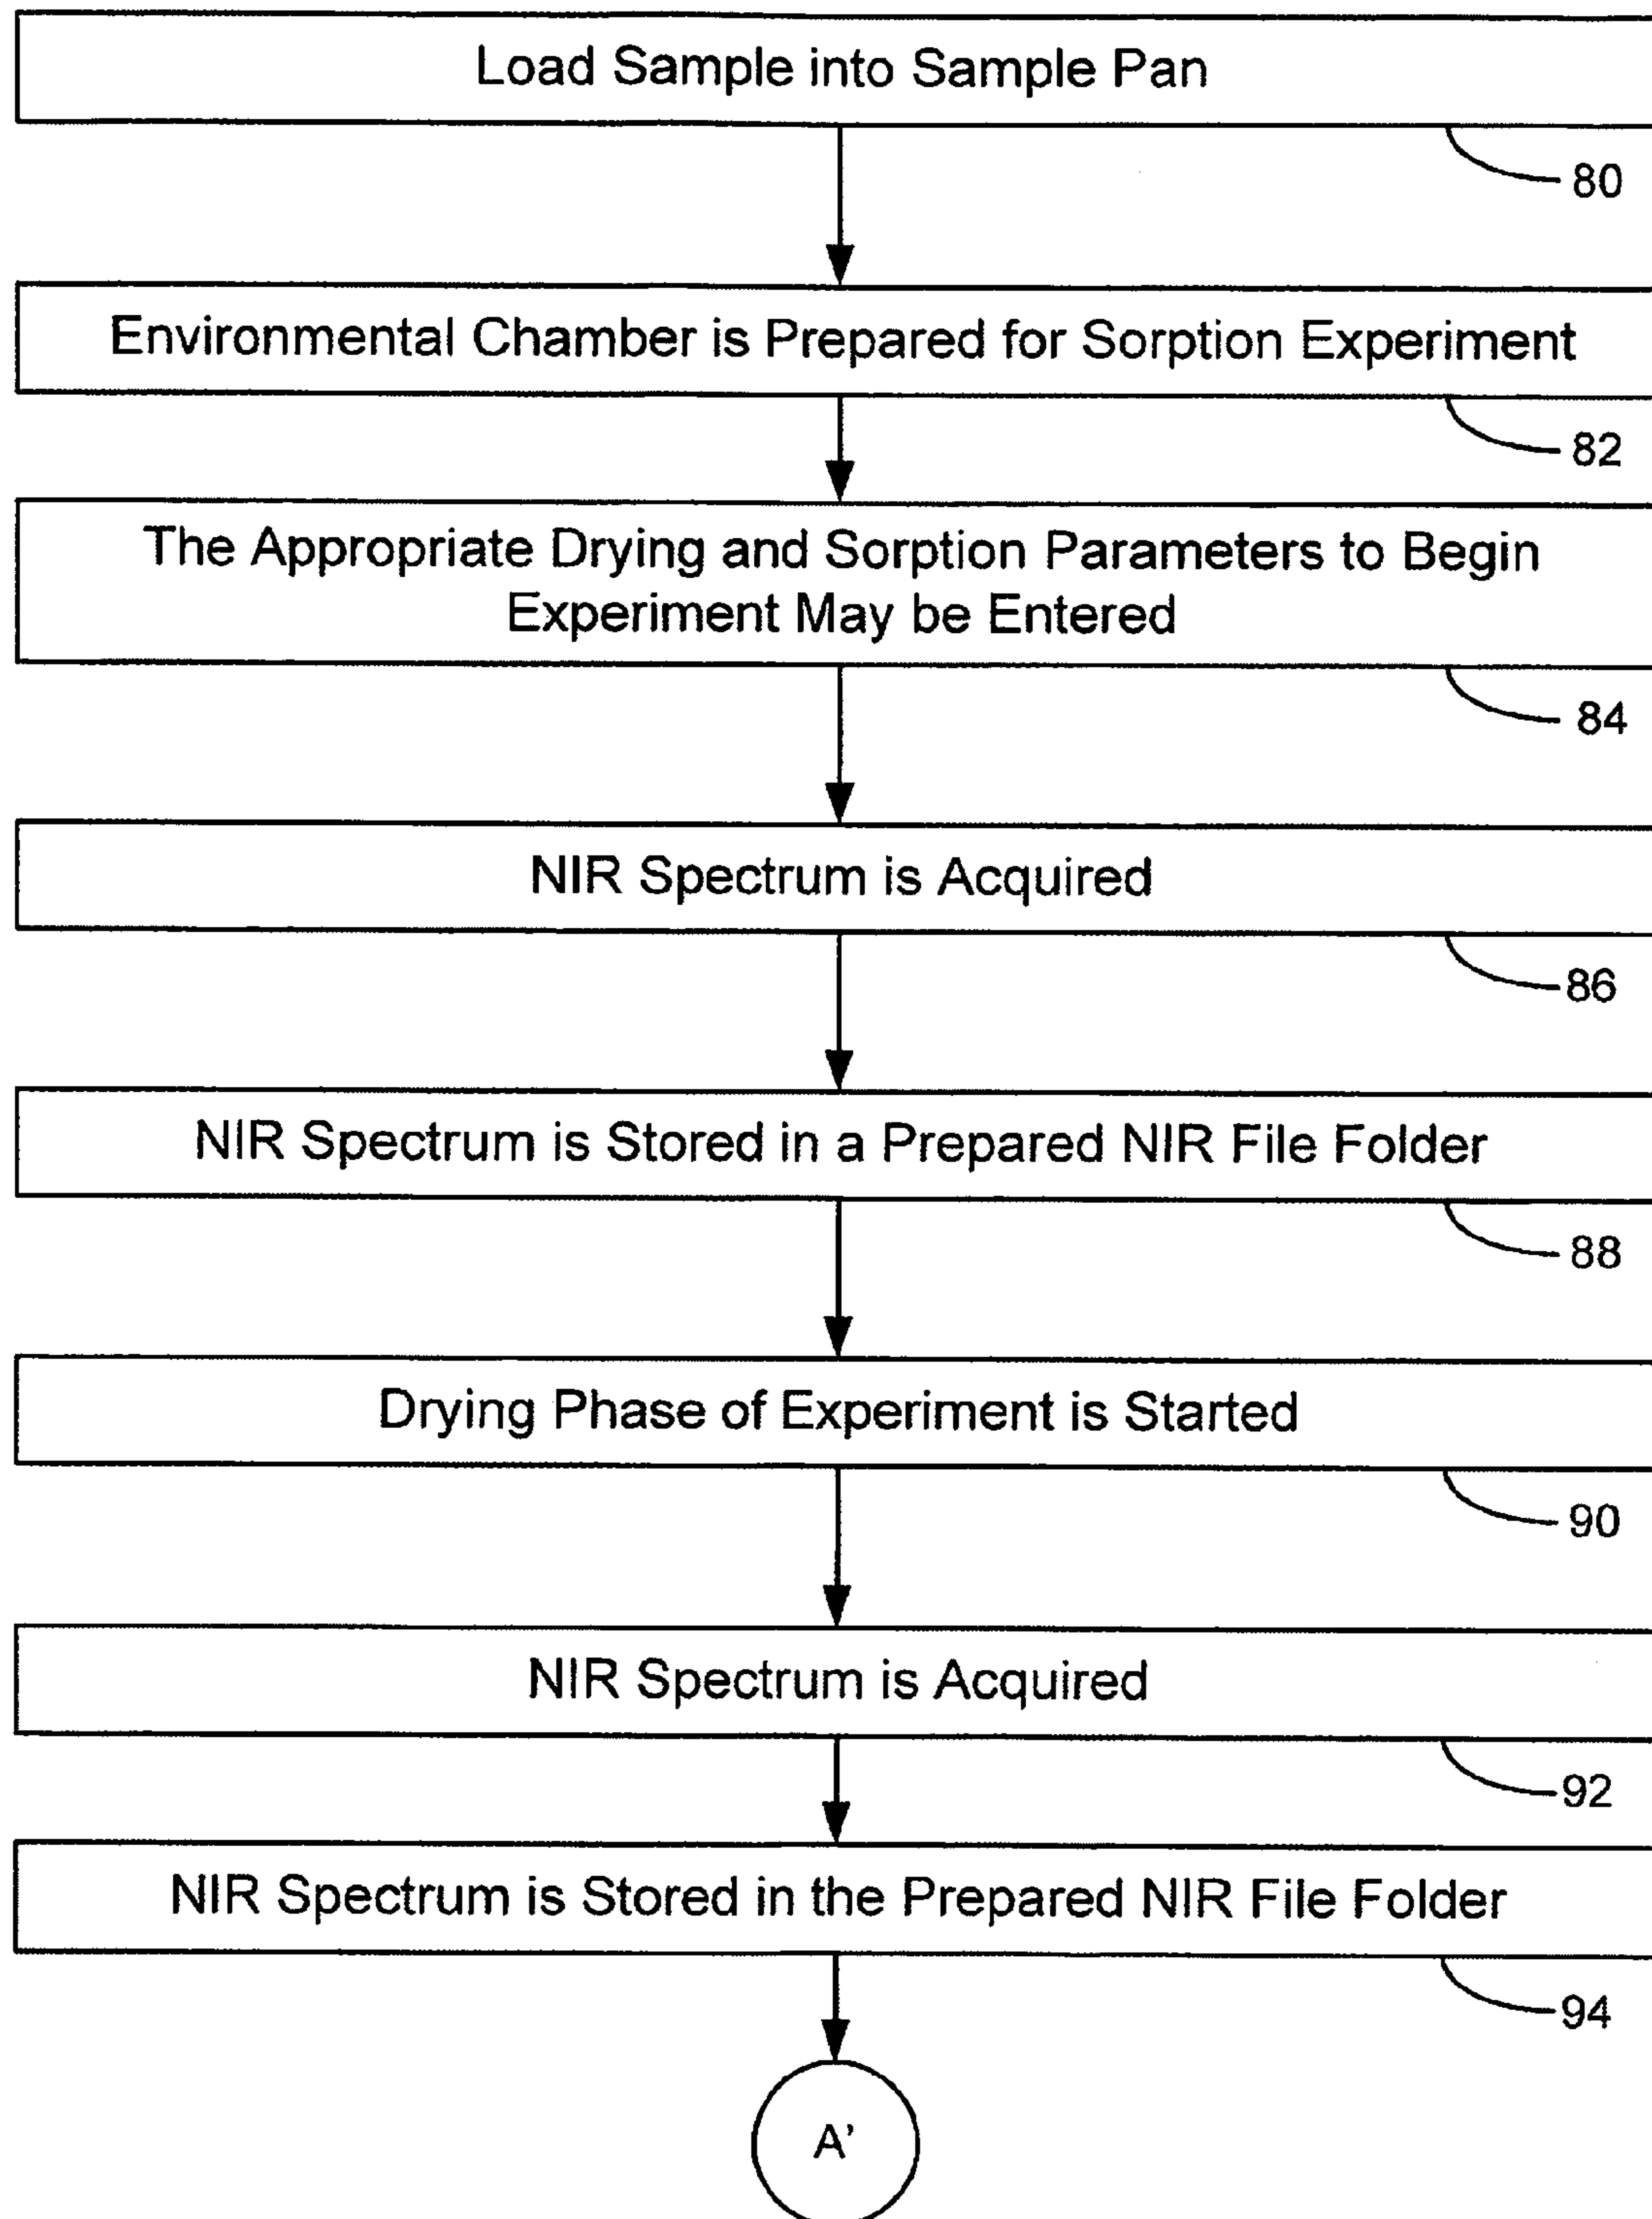 Load Sample into Sample Pan
80
Environmental Chamber is Prepared for Sorption Experiment
82
The Appropriate Drying and Sorption Parameters to Begin
Experiment May be Entered
84
NIR Spectrum is Acquired
86
NIR Spectrum is Stored in a Prepared NIR File Folder
88
Drying Phase of Experiment is Started
90
NIR Spectrum is Acquired
92
NIR Spectrum is Stored in the Prepared NIR File Folder
94
A'